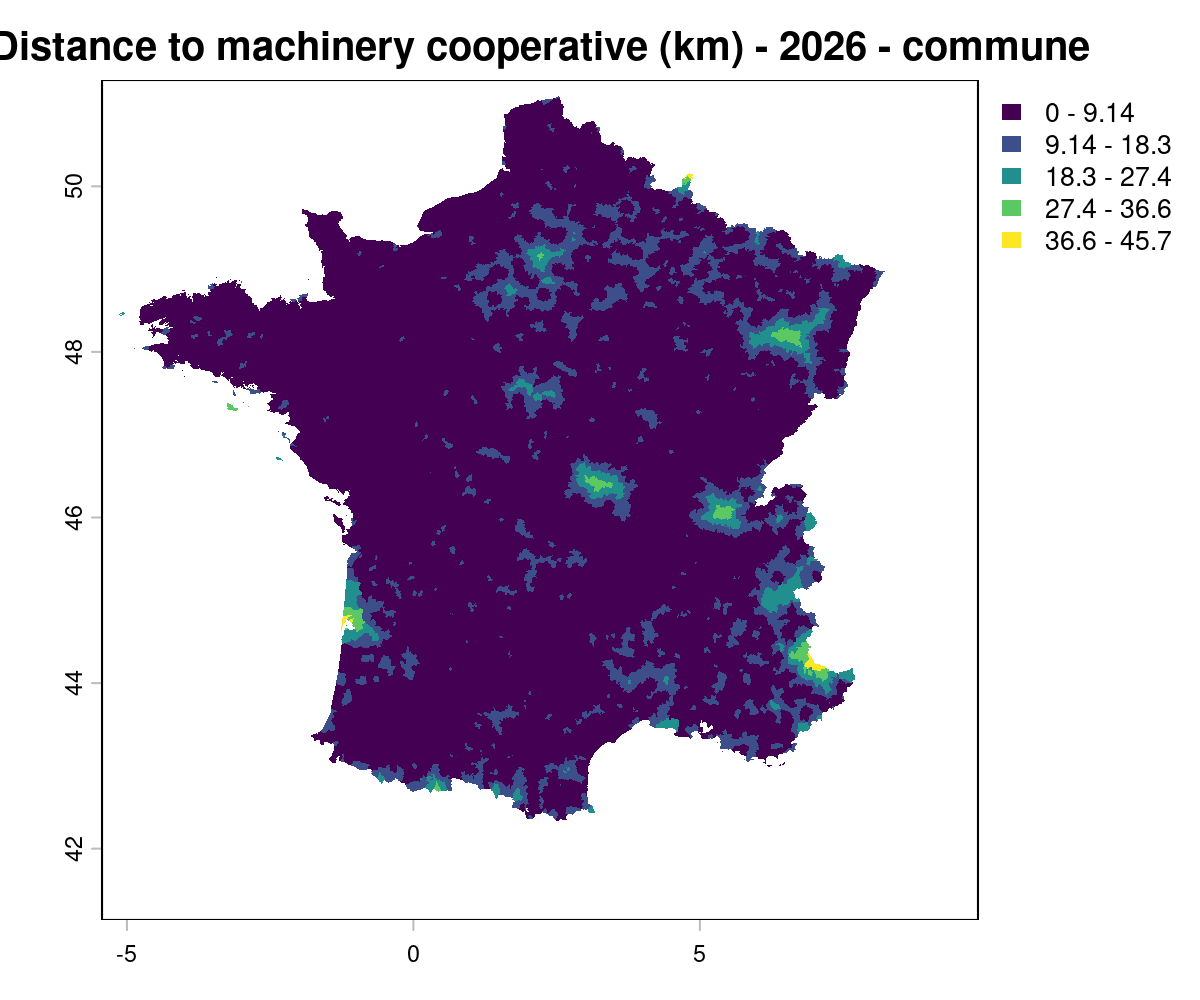 Distance to machinery cooperative (km) - 2026 - commune
0 - 9.14
9.14 - 18.3
18.3 - 27.4
27.4 - 36.6
36.6 - 45.7
50
48
46
44
42
-5
0
5